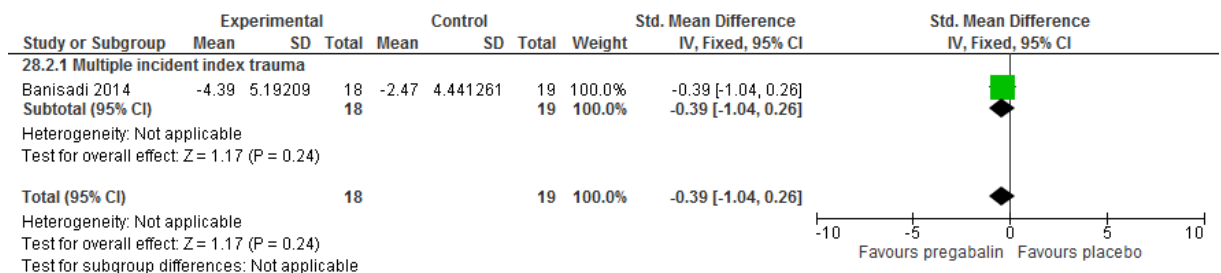 Experimental Control Std. Mean Difference Std. Mean Difference
Study or Subgroup Mean SD Total Mean SD Total Weight IV, Fixed, 95% CI IV, Fixed, 95% CI
28.2.1 Multiple incident index trauma
Banisadi 2014 -4.39 5.19209 18 -2.47 4.441261 19 100.0% -0.39 [-1.04, 0.26]
Subtotal (95% CI) 18 19 100.0% -0.39 [-1.04, 0.26]
Heterogeneity: Not applicable
Test for overall effect: Z = 1.17 (P = 0.24)
Total (95% CI) 18 19 100.0% -0.39 [-1.04, 0.26]
Heterogeneity: Not applicable
Test for overall effect: Z = 1.17 (P = 0.24)
Test for subgroup differences: Not applicable
-10 -5 0 5 10
Favours pregabalin Favours placebo